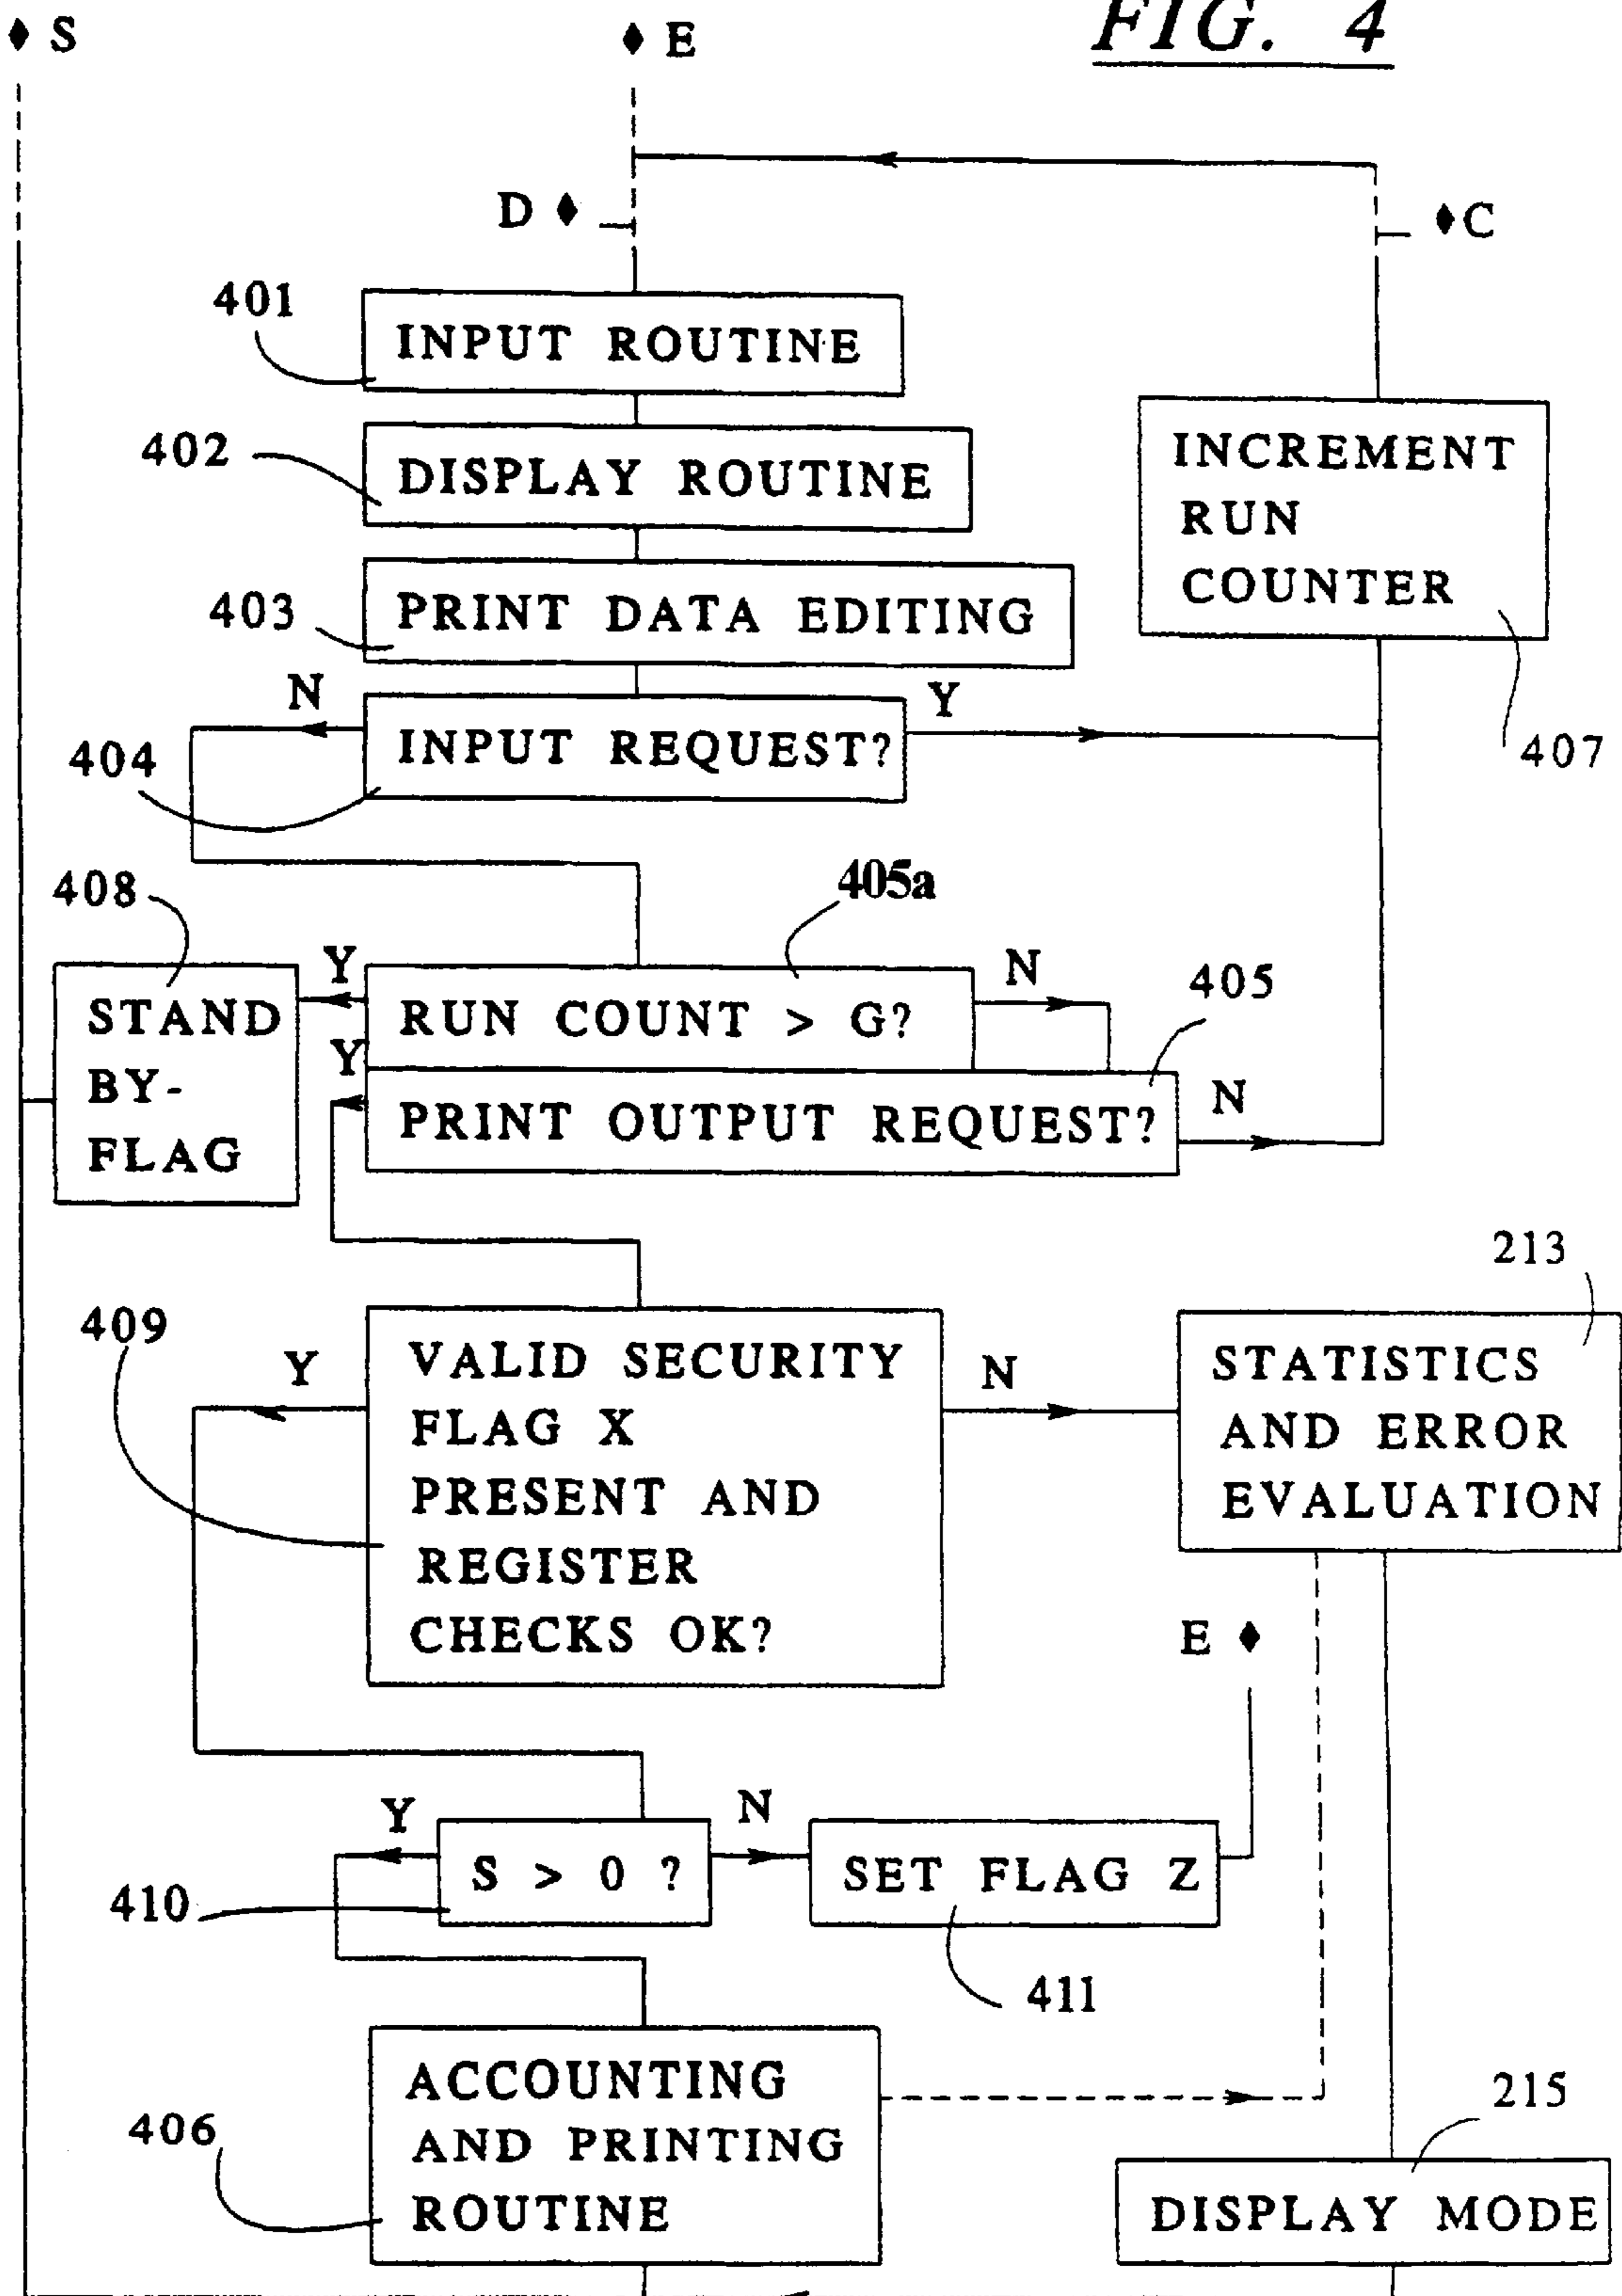 ♦ S
♦ E
FIG. 4
D ♦
♦C
401
INPUT ROUTINE
402
DISPLAY ROUTINE
INCREMENT
RUN
COUNTER
403
PRINT DATA EDITING
N
Y
404
INPUT REQUEST?
407
408
405a
Y
N
405
STAND
BY-
FLAG
RUN COUNT > G?
Y
PRINT OUTPUT REQUEST?
N
213
409
Y
VALID SECURITY
FLAG X
PRESENT AND
REGISTER
CHECKS OK?
N
STATISTICS
AND ERROR
EVALUATION
E ♦
Y
N
410
S > 0 ?
SET FLAG Z
411
406
ACCOUNTING
AND PRINTING
ROUTINE
215
DISPLAY MODE